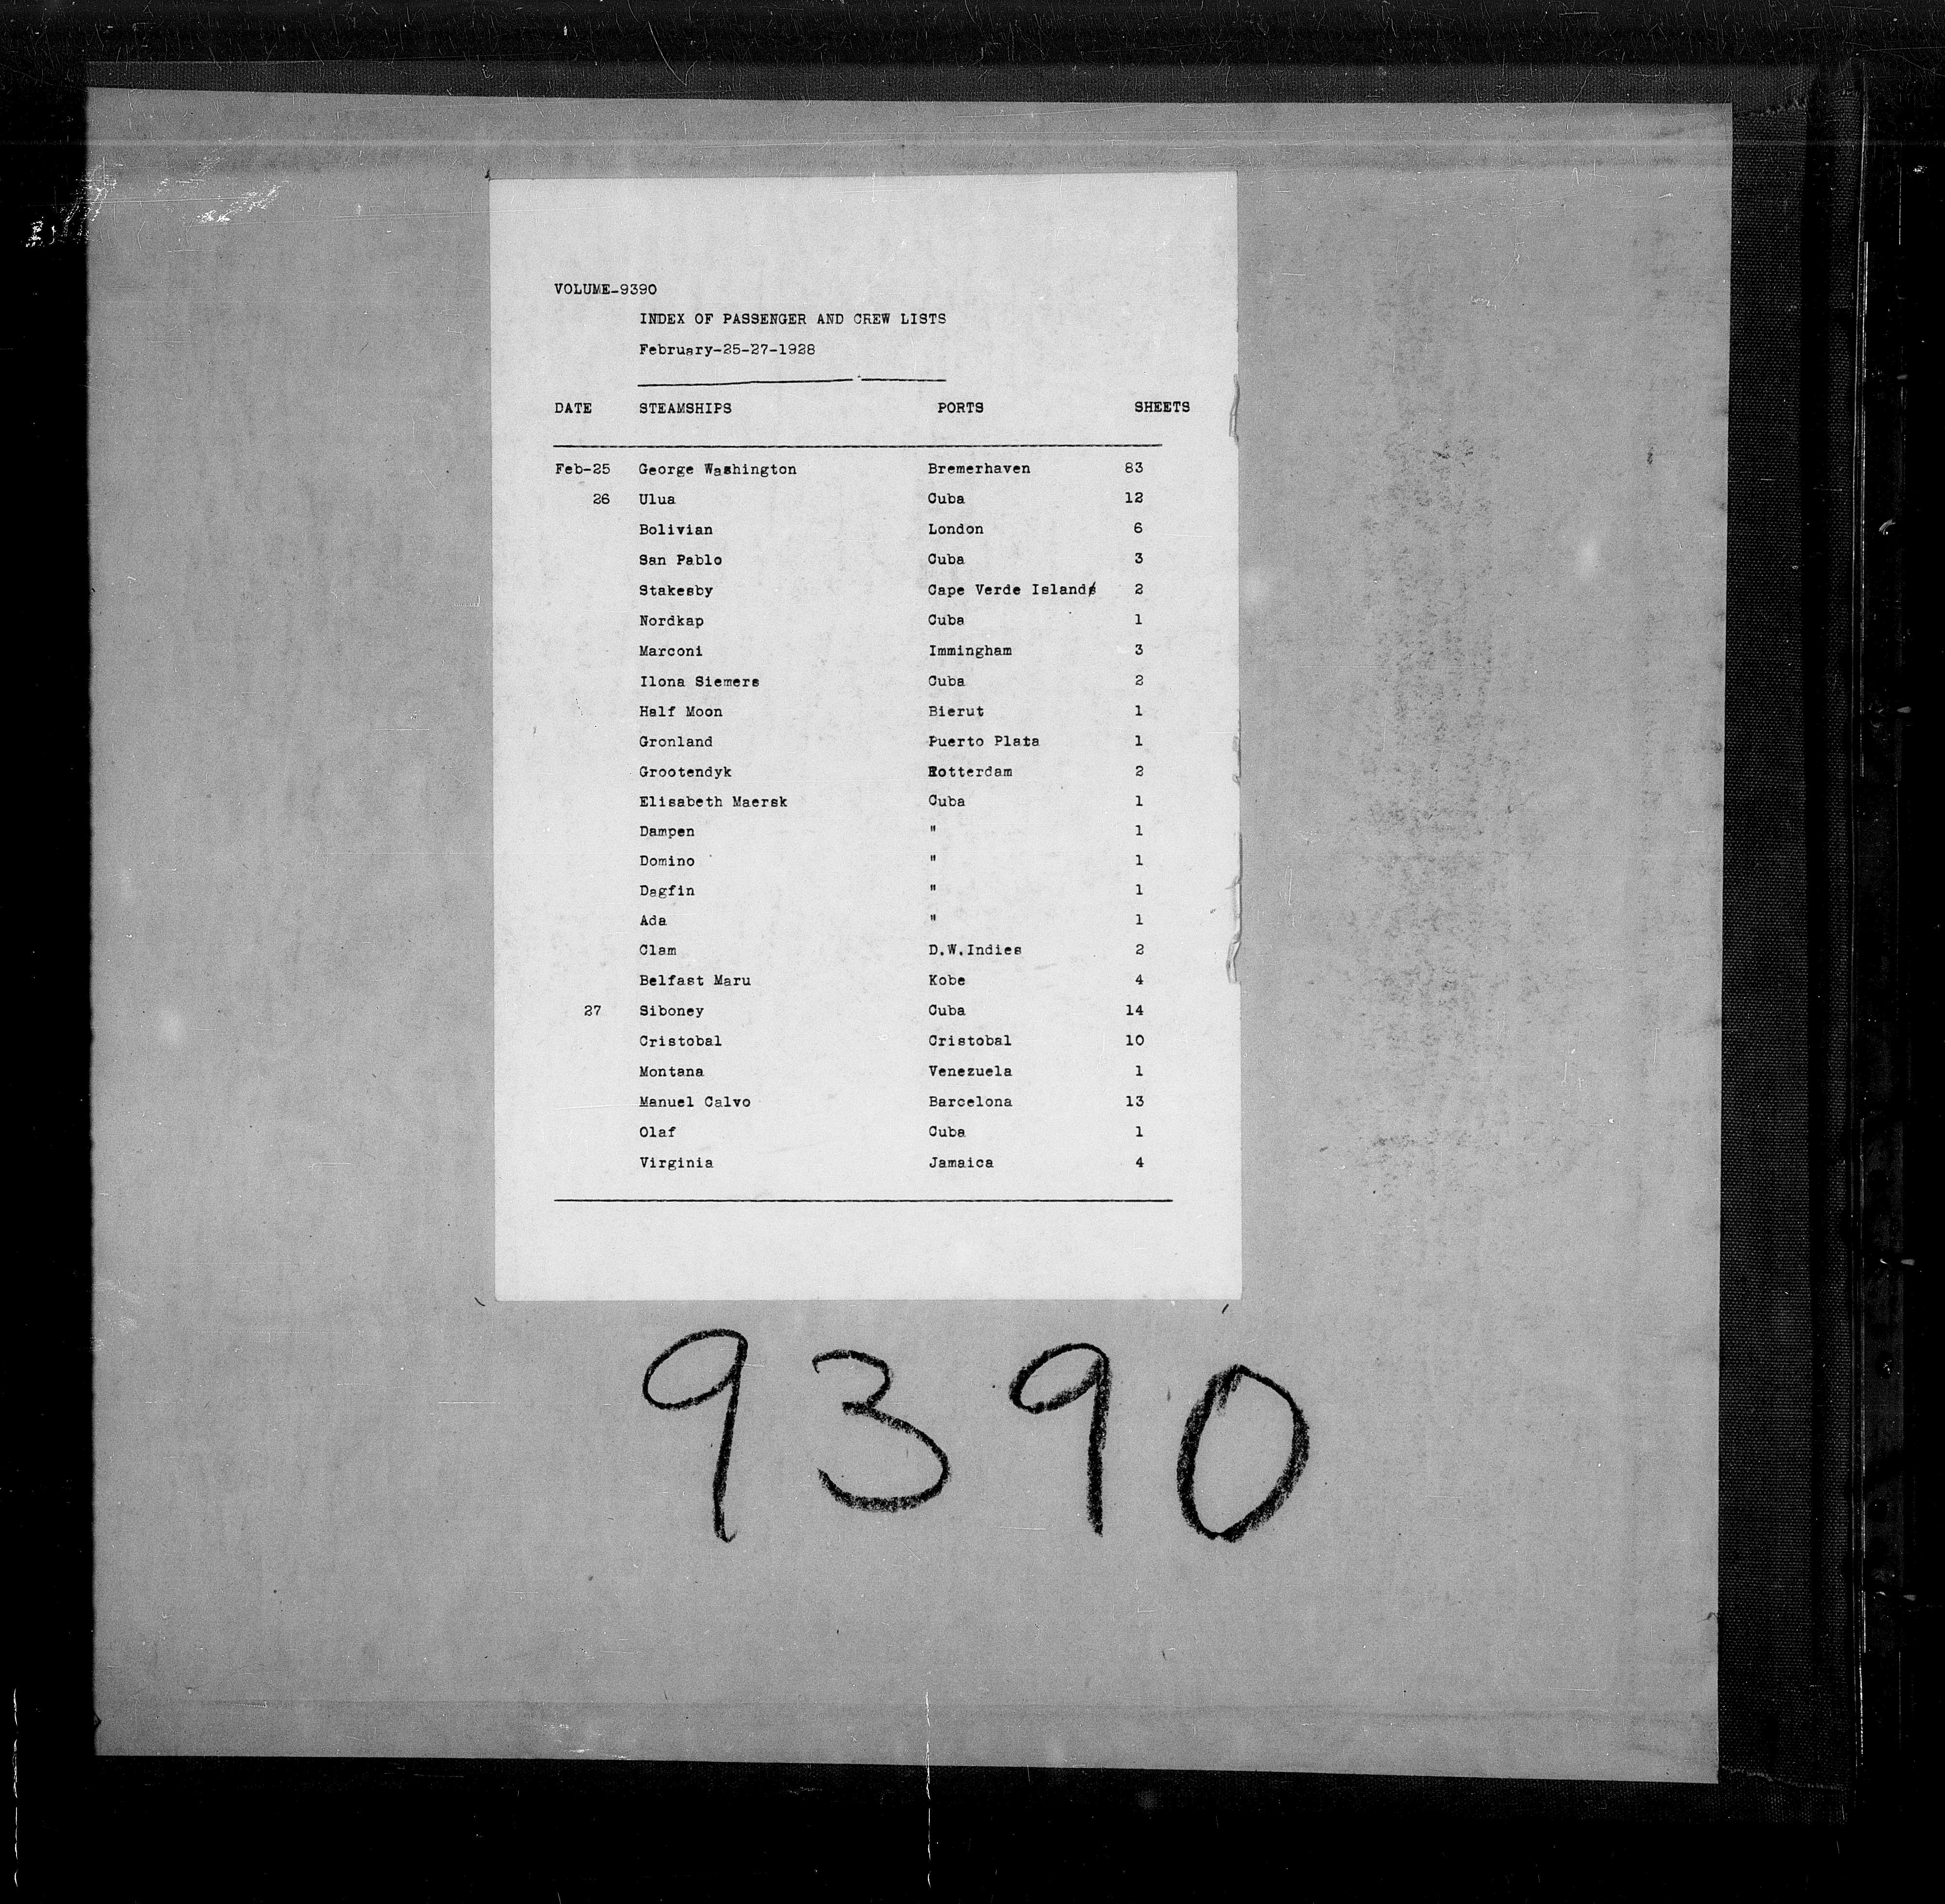 VOLUME-9390
INDEX OF PASSENGER AND CREW LISTS
February-25-27-1928
DATE STEAMSHIPS PORTS SHEETS
Feb-25 George Washington Bremerhaven 83
26 Ulua Cuba 12
Bolivian London 6
San Pablo Cuba 3
Stakesby Cape Verde Islands 2
Nordkap Cuba 1
Marconi Immingham 3
Ilona Siemers Cuba 2
Half Moon Bierut 1
Gronland Puerto Plata 1
Grootendyk Rotterdam 2
Elisabeth Maersk Cuba 1
Dampen " 1
Domino " 1
Dagfin " 1
Ada " 1
Clam D.W.Indies 2
Belfast Maru Kobe 4
27 Siboney Cuba 14
Cristobal Cristobal 10
Montana Venezuela 1
Manuel Calvo Barcelona 13
Olaf Cuba 1
Virginia Jamaica 4
9390